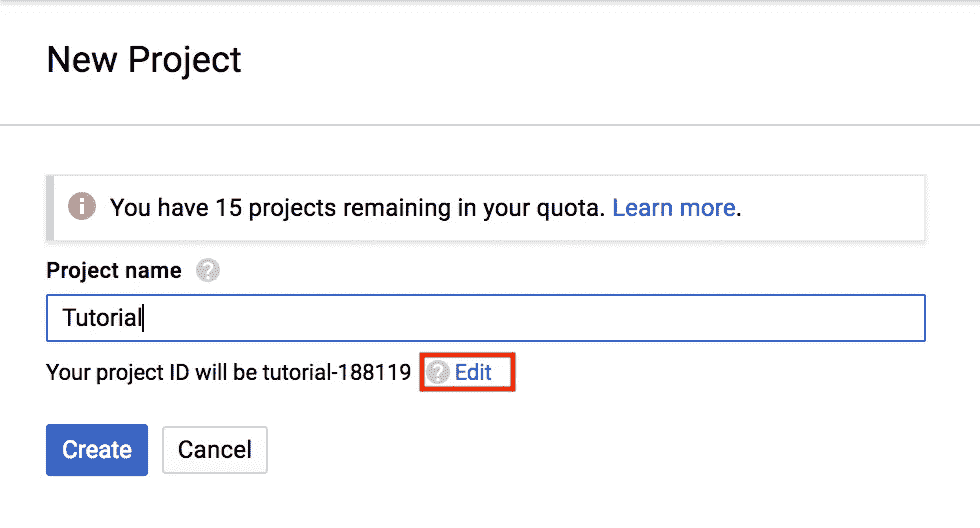 New Project
You have 15 projects remaining in your quota. Learn more.
Project name
Tutorial
Your project ID will be tutorial-188119 Edit
Create Cancel